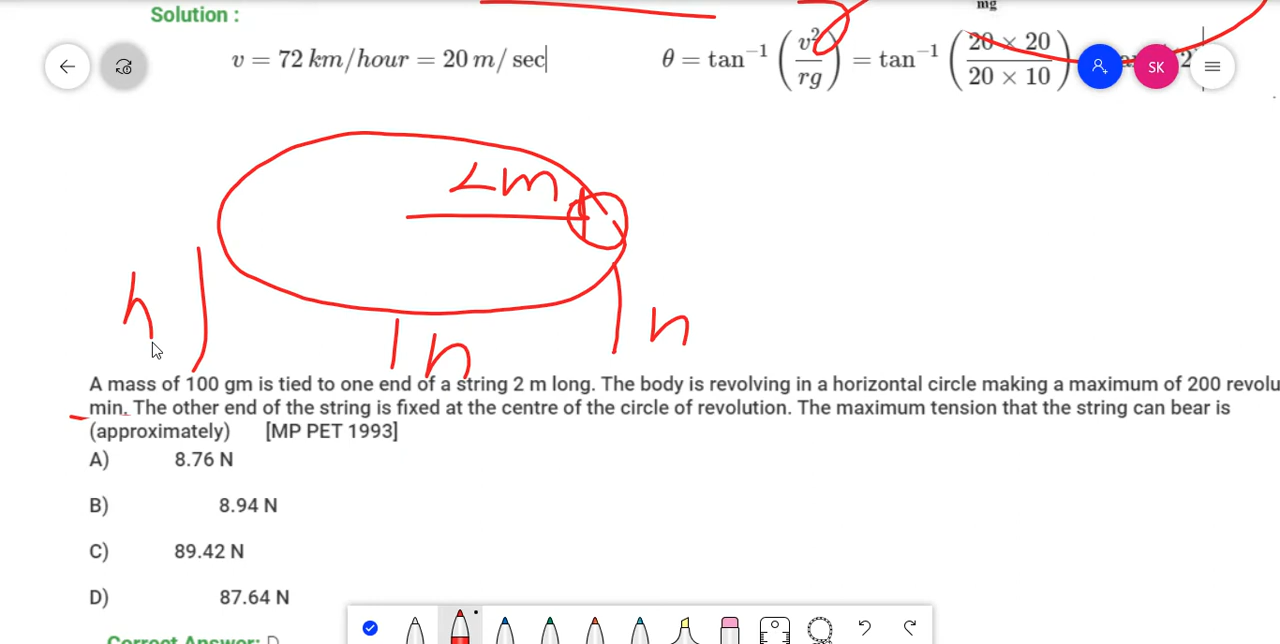 mg
Solution :
v = 72 km/hour = 20 m/ sec θ = tan⁻¹ (v²/rg) = tan⁻¹ (20 × 20/20 × 10)
SK
2m
h
h
h
A mass of 100 gm is tied to one end of a string 2 m long. The body is revolving in a horizontal circle making a maximum of 200 revolu
min. The other end of the string is fixed at the centre of the circle of revolution. The maximum tension that the string can bear is
(approximately) [MP PET 1993]
A) 8.76 N
B) 8.94 N
C) 89.42 N
D) 87.64 N
Correct Answer: D